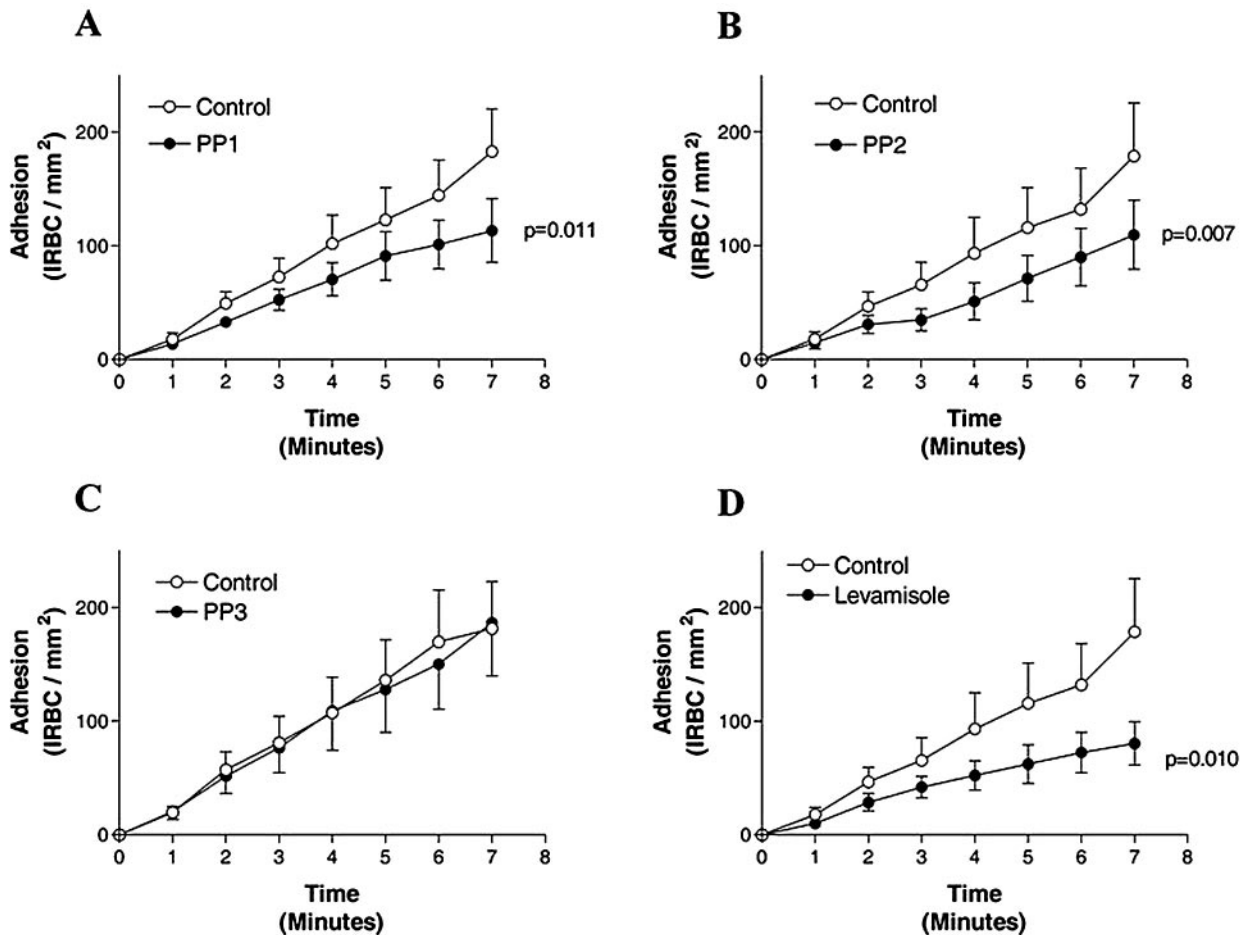 A
Control
PP1
200
100
0
Adhesion
(IRBC / mm²)
p=0.011
0 1 2 3 4 5 6 7 8
Time
(Minutes)
B
Control
PP2
200
100
0
Adhesion
(IRBC / mm²)
p=0.007
0 1 2 3 4 5 6 7 8
Time
(Minutes)
C
Control
PP3
200
100
0
Adhesion
(IRBC / mm²)
0 1 2 3 4 5 6 7 8
Time
(Minutes)
D
Control
Levamisole
200
100
0
Adhesion
(IRBC / mm²)
p=0.010
0 1 2 3 4 5 6 7 8
Time
(Minutes)